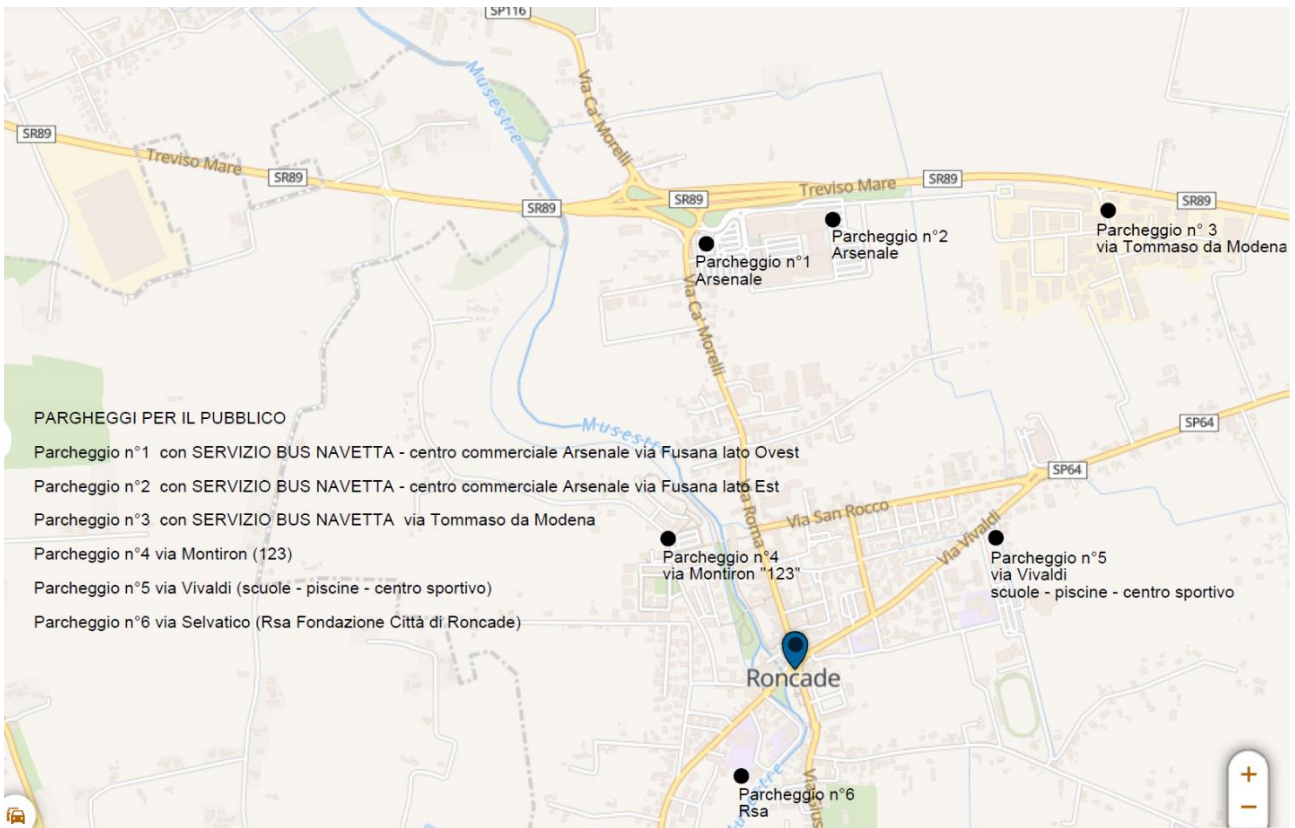 SP116
Musestre
Via Ca' Morelli
SR89
Treviso Mare
SR89
SR89
SR89
Treviso Mare
SR89
SR89
Parcheggio n°1
Arsenale
Parcheggio n°2
Arsenale
Parcheggio n° 3
via Tommaso da Modena
Via Ca' Morelli
PARGHEGGI PER IL PUBBLICO
Parcheggio n°1 con SERVIZIO BUS NAVETTA - centro commerciale Arsenale via Fusana lato Ovest
Parcheggio n°2 con SERVIZIO BUS NAVETTA - centro commerciale Arsenale via Fusana lato Est
Parcheggio n°3 con SERVIZIO BUS NAVETTA via Tommaso da Modena
Parcheggio n°4 via Montiron (123)
Parcheggio n°5 via Vivaldi (scuole - piscine - centro sportivo)
Parcheggio n°6 via Selvatico (Rsa Fondazione Città di Roncade)
Musestre
SP64
SP64
Via Roma
Via San Rocco
Via Vivaldi
Parcheggio n°4
via Montiron "123"
Parcheggio n°5
via Vivaldi
scuole - piscine - centro sportivo
Roncade
Musestre
Parcheggio n°6
Rsa
+
−